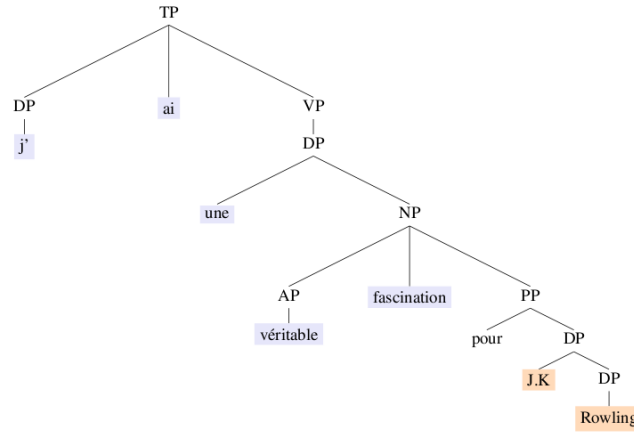 TP
DP ai VP
j' DP
une NP
AP fascination PP
véritable pour DP
J.K DP
Rowling